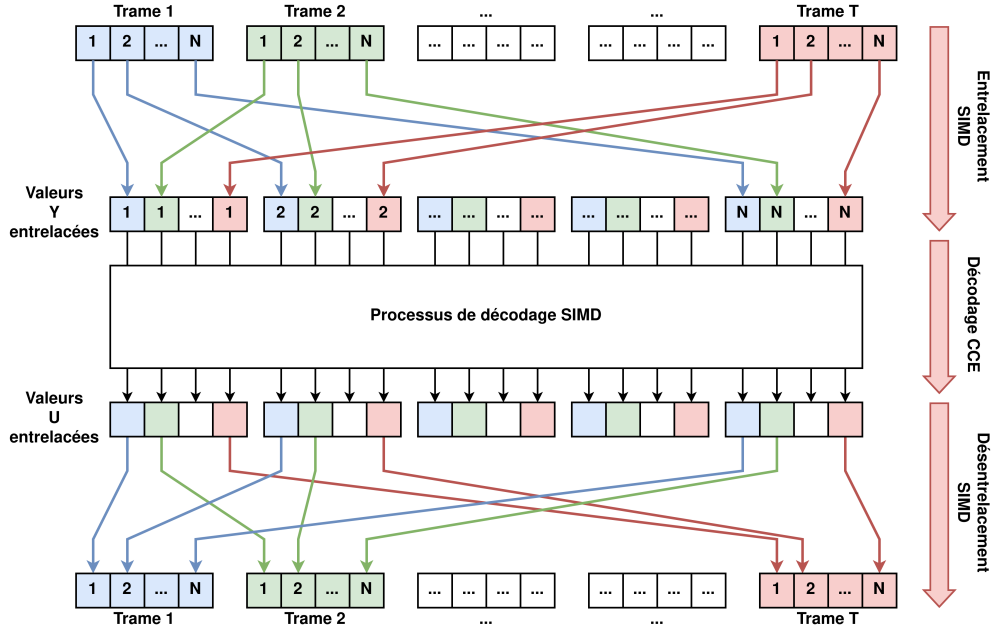 Trame 1 Trame 2 ... ... Trame T
1 2 ... N 1 2 ... N ... ... ... ... ... ... ... ... 1 2 ... N
Entrelacement
SIMD
Valeurs
Y
entrelacées
1 1 ... 1 2 2 ... 2 ... ... ... ... ... ... ... ... N N ... N
Processus de décodage SIMD
Décodage CCE
Valeurs
U
entrelacées
Désentrelacement
SIMD
1 2 ... N 1 2 ... N ... ... ... ... ... ... ... ... 1 2 ... N
Trame 1 Trame 2 ... ... Trame T